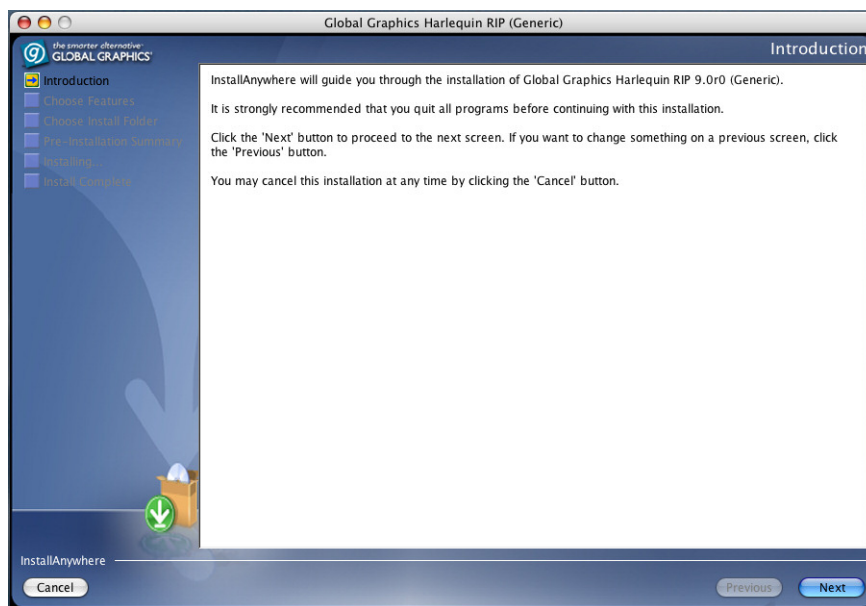 Global Graphics Harlequin RIP (Generic)
the smarter alternative
GLOBAL GRAPHICS
Introduction
Introduction
Choose Features
Choose Install Folder
Pre-Installation Summary
Installing...
Install Complete
InstallAnywhere will guide you through the installation of Global Graphics Harlequin RIP 9.0r0 (Generic).
It is strongly recommended that you quit all programs before continuing with this installation.
Click the 'Next' button to proceed to the next screen. If you want to change something on a previous screen, click
the 'Previous' button.
You may cancel this installation at any time by clicking the 'Cancel' button.
InstallAnywhere
Cancel
Previous
Next